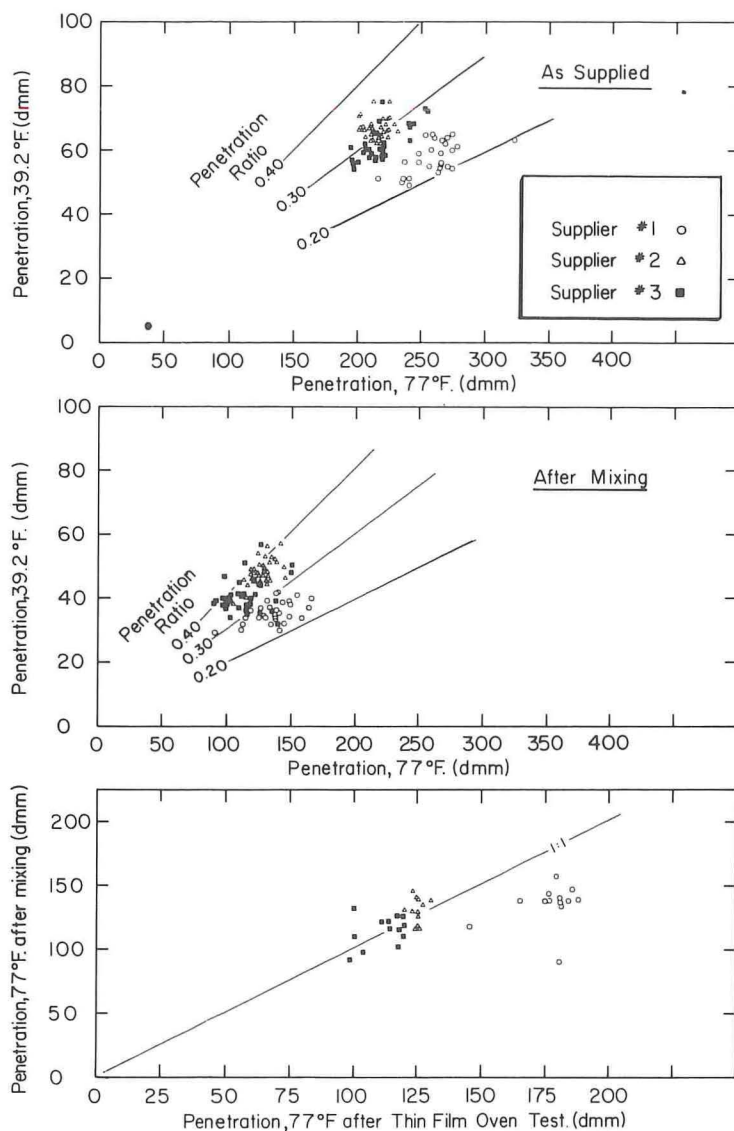 100
80
60
40
20
0
Penetration,39.2°F.(dmm)
As Supplied
Penetration
Ratio
0.40
0.30
0.20
Supplier #1 ○
Supplier #2 △
Supplier #3 ■
0 50 100 150 200 250 300 350 400
Penetration, 77°F. (dmm)
100
80
60
40
20
0
Penetration,39.2°F.(dmm)
After Mixing
Penetration
Ratio
0.40
0.30
0.20
0 50 100 150 200 250 300 350 400
Penetration, 77°F. (dmm)
200
150
100
50
0
Penetration,77°F. after mixing (dmm)
1:1
0 25 50 75 100 125 150 175 200
Penetration,77°F after Thin Film Oven Test.(dmm)